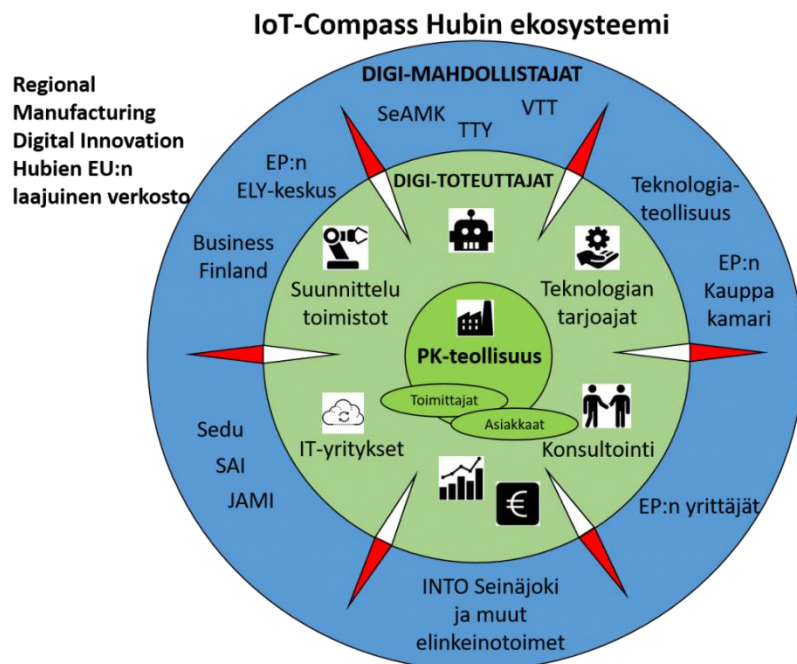 IoT-Compass Hubin ekosysteemi
Regional
Manufacturing
Digital Innovation
Hubien EU:n
laajuinen verkosto
DIGI-MAHDOLLISTAJAT
SeAMK
TTY
VTT
EP:n
ELY-keskus
Business
Finland
Teknologia-
teollisuus
EP:n
Kauppa
kamari
DIGI-TOTEUTTAJAT
Suunnittelu
toimistot
Teknologian
tarjoajat
PK-teollisuus
Toimittajat
Asiakkaat
IT-yritykset
Konsultointi
€
Sedu
SAI
JAMI
EP:n yrittäjät
INTO Seinäjoki
ja muut
elinkeinotoimet